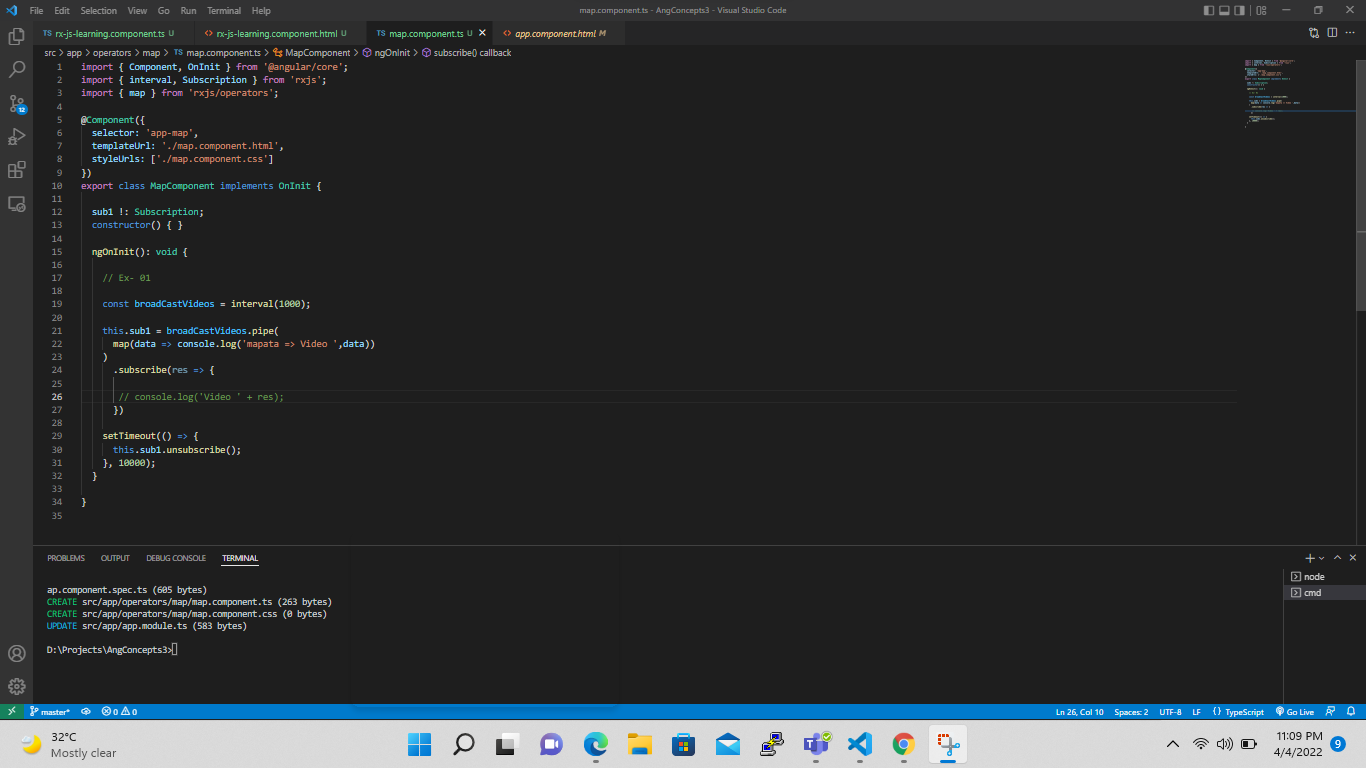 File Edit Selection View Go Run Terminal Help map.component.ts - AngConcepts3 - Visual Studio Code
TS rx-js-learning.component.ts U <> rx-js-learning.component.html U TS map.component.ts U <> app.component.html M
src > app > operators > map > TS map.component.ts > MapComponent > ngOnInit > subscribe() callback
1 import { Component, OnInit } from '@angular/core';
2 import { interval, Subscription } from 'rxjs';
3 import { map } from 'rxjs/operators';
4
5 @Component({
6 selector: 'app-map',
7 templateUrl: './map.component.html',
8 styleUrls: ['./map.component.css']
9 })
10 export class MapComponent implements OnInit {
11
12 sub1 !: Subscription;
13 constructor() { }
14
15 ngOnInit(): void {
16
17 // Ex- 01
18
19 const broadCastVideos = interval(1000);
20
21 this.sub1 = broadCastVideos.pipe(
22 map(data => console.log('mapata => Video ',data))
23 )
24 .subscribe(res => {
25
26 // console.log('Video ' + res);
27 })
28
29 setTimeout(() => {
30 this.sub1.unsubscribe();
31 }, 10000);
32 }
33
34 }
35
12
PROBLEMS OUTPUT DEBUG CONSOLE TERMINAL
ap.component.spec.ts (605 bytes)
CREATE src/app/operators/map/map.component.ts (263 bytes)
CREATE src/app/operators/map/map.component.css (0 bytes)
UPDATE src/app/app.module.ts (583 bytes)
D:\Projects\AngConcepts3>
node
cmd
master* 0 0 Ln 26, Col 10 Spaces: 2 UTF-8 LF {} TypeScript Go Live
32°C
Mostly clear
11:09 PM
4/4/2022
9